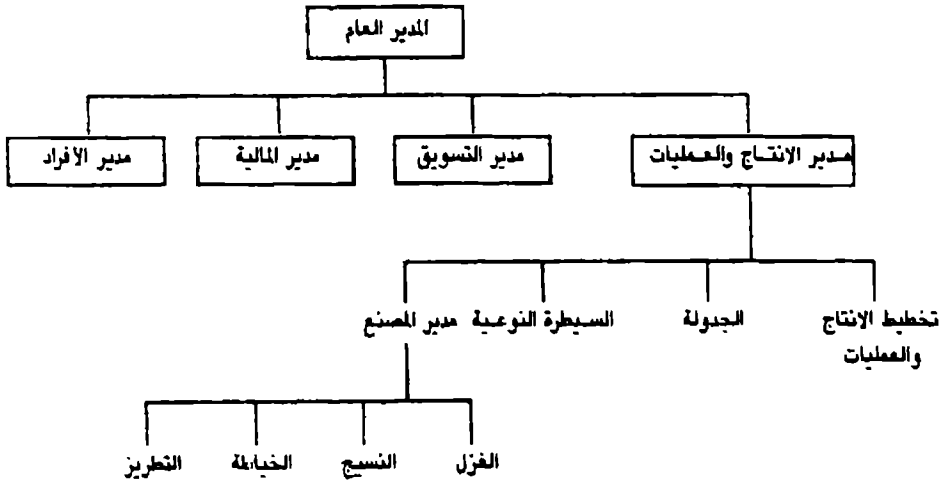 المدير العام
مدير الانتاج والعمليات
مدير التسويق
مدير المالية
مدير الافراد
تخطيط الانتاج
والعمليات
الجدولة
السيطرة النوعية
مدير المصنع
الغزل
النسيج
الخياطة
التطريز